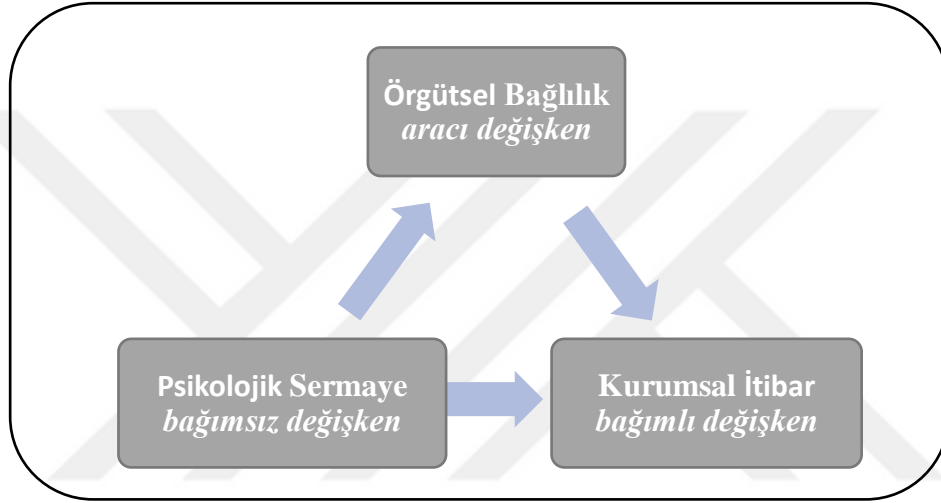 Örgütsel Bağlılık
aracı değişken
Psikolojik Sermaye
bağımsız değişken
Kurumsal İtibar
bağımlı değişken